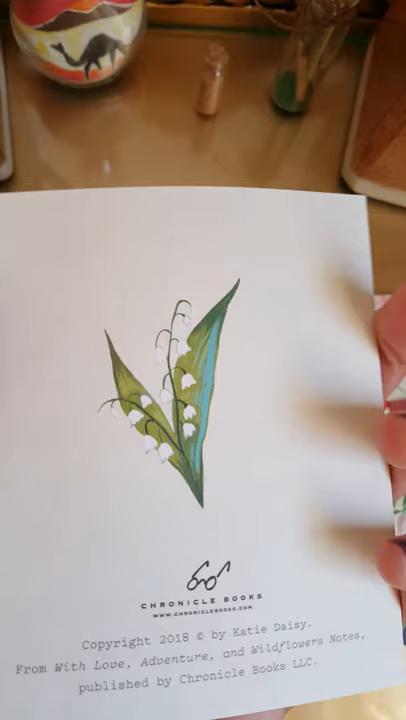 CHRONICLE BOOKS
WWW.CHRONICLEBOOKS.COM
Copyright 2018 © by Katie Daisy.
From With Love, Adventure, and Wildflowers Notes,
published by Chronicle Books LLC.